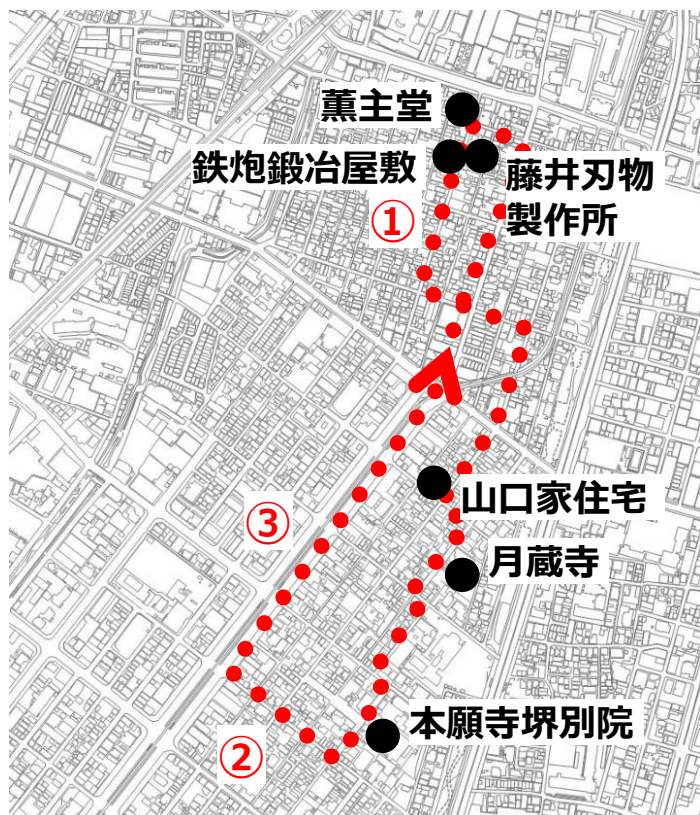 薫主堂
鉄炮鍛冶屋敷
藤井刃物
製作所
①
山口家住宅
③
月蔵寺
本願寺堺別院
②